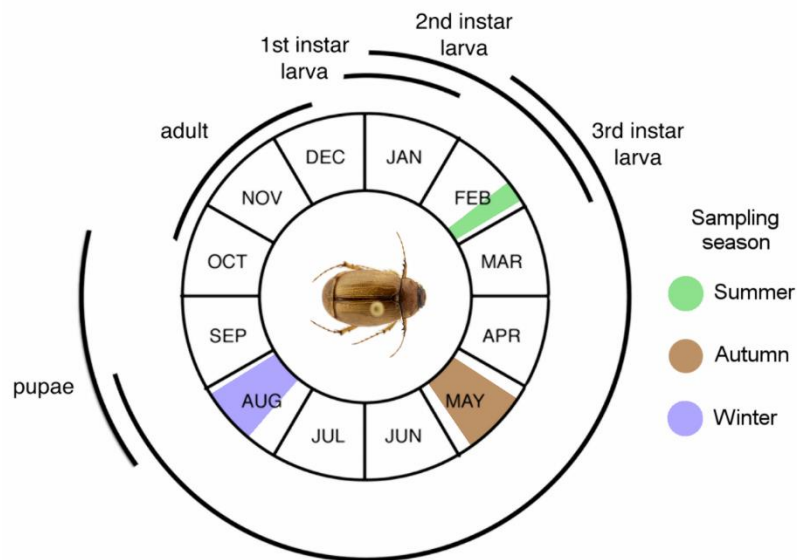 2nd instar
larva
1st instar
larva
adult
3rd instar
larva
DEC
JAN
NOV
FEB
OCT
MAR
SEP
APR
AUG
MAY
JUL
JUN
pupae
Sampling
season
Summer
Autumn
Winter